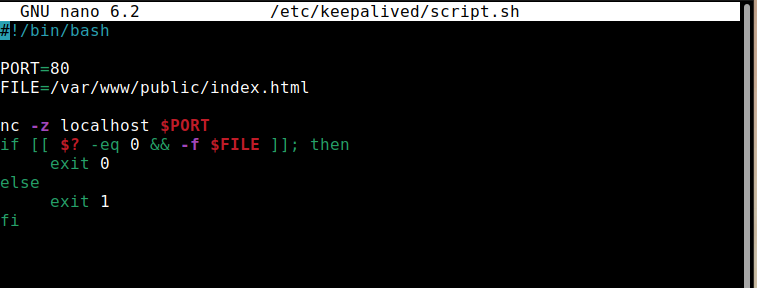 GNU nano 6.2 /etc/keepalived/script.sh
#!/bin/bash
PORT=80
FILE=/var/www/public/index.html
nc -z localhost $PORT
if [[ $? -eq 0 && -f $FILE ]]; then
exit 0
else
exit 1
fi